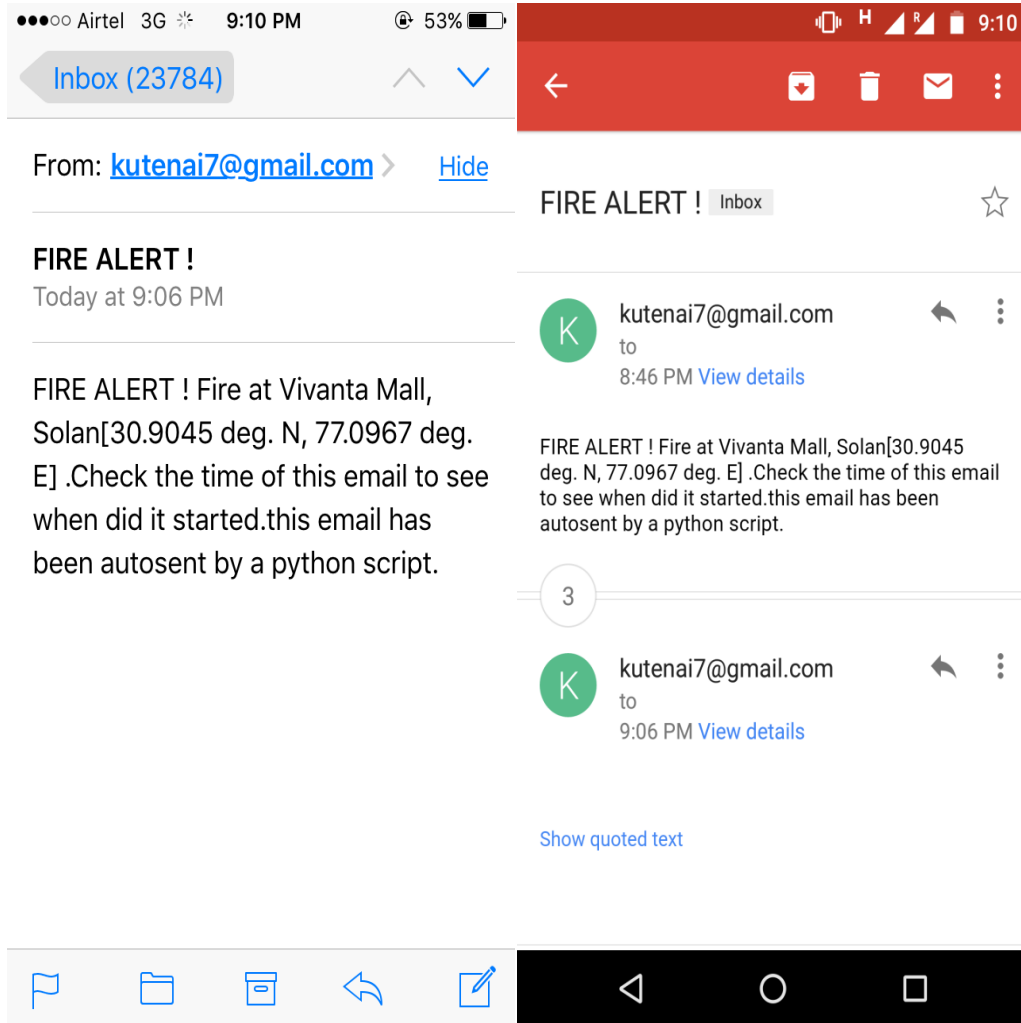 Airtel 3G 9:10 PM 53%
Inbox (23784)
From: kutenai7@gmail.com Hide
FIRE ALERT !
Today at 9:06 PM
FIRE ALERT ! Fire at Vivanta Mall,
Solan[30.9045 deg. N, 77.0967 deg.
E] .Check the time of this email to see
when did it started.this email has
been autosent by a python script.
H R 9:10
FIRE ALERT ! Inbox
K kutenai7@gmail.com
to
8:46 PM View details
FIRE ALERT ! Fire at Vivanta Mall, Solan[30.9045
deg. N, 77.0967 deg. E] .Check the time of this email
to see when did it started.this email has been
autosent by a python script.
3
K kutenai7@gmail.com
to
9:06 PM View details
Show quoted text